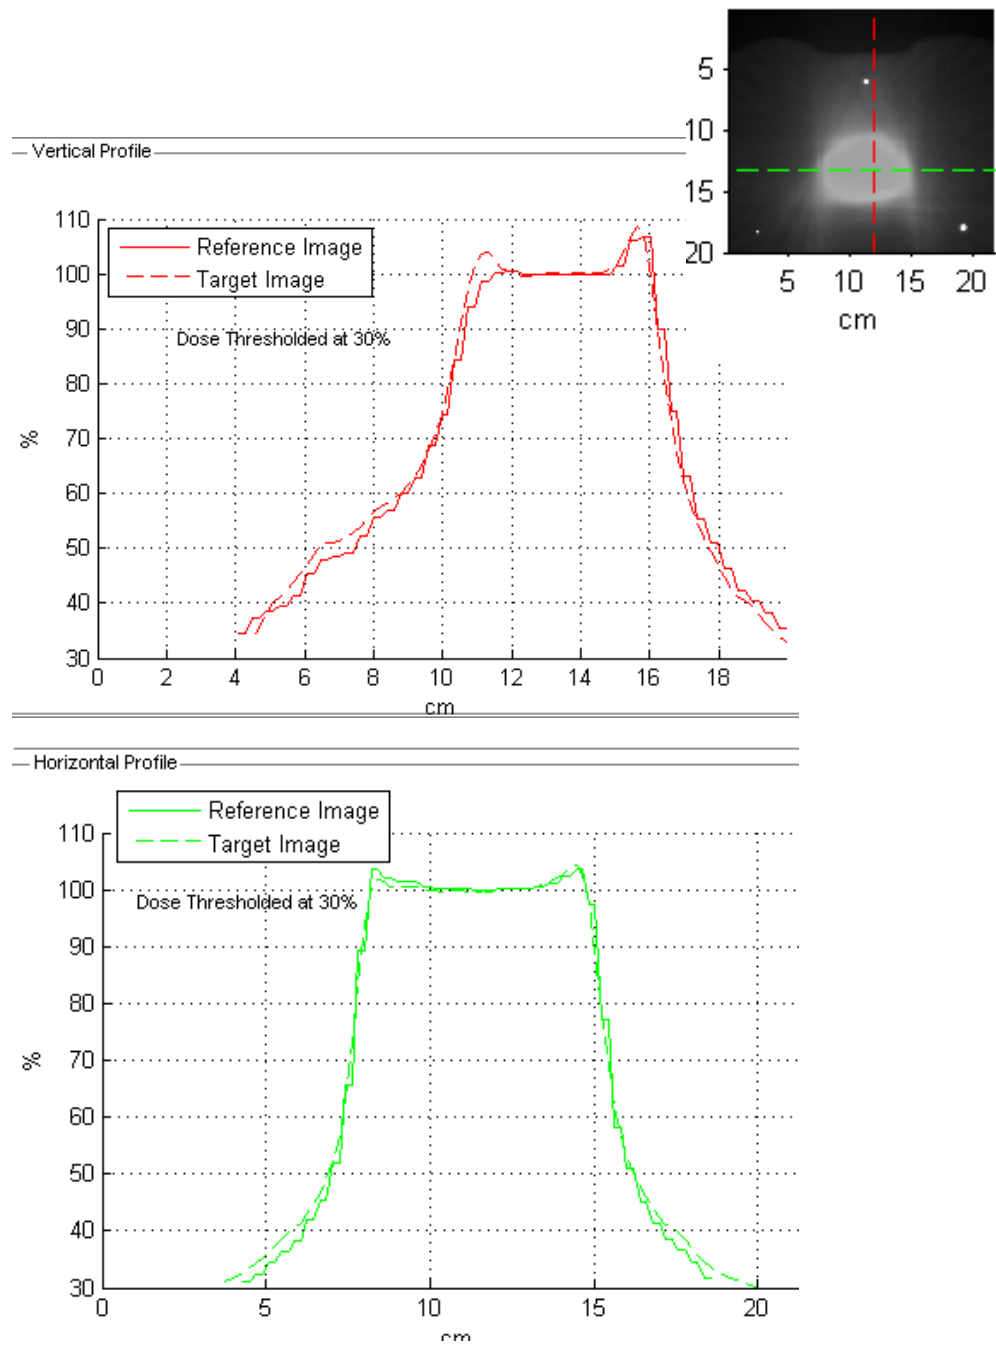 5
10
15
20
5 10 15 20
cm
Vertical Profile
110
100
90
80
70
60
50
40
30
%
Reference Image
Target Image
Dose Thresholded at 30%
0 2 4 6 8 10 12 14 16 18
cm
Horizontal Profile
110
100
90
80
70
60
50
40
30
%
Reference Image
Target Image
Dose Thresholded at 30%
0 5 10 15 20
cm